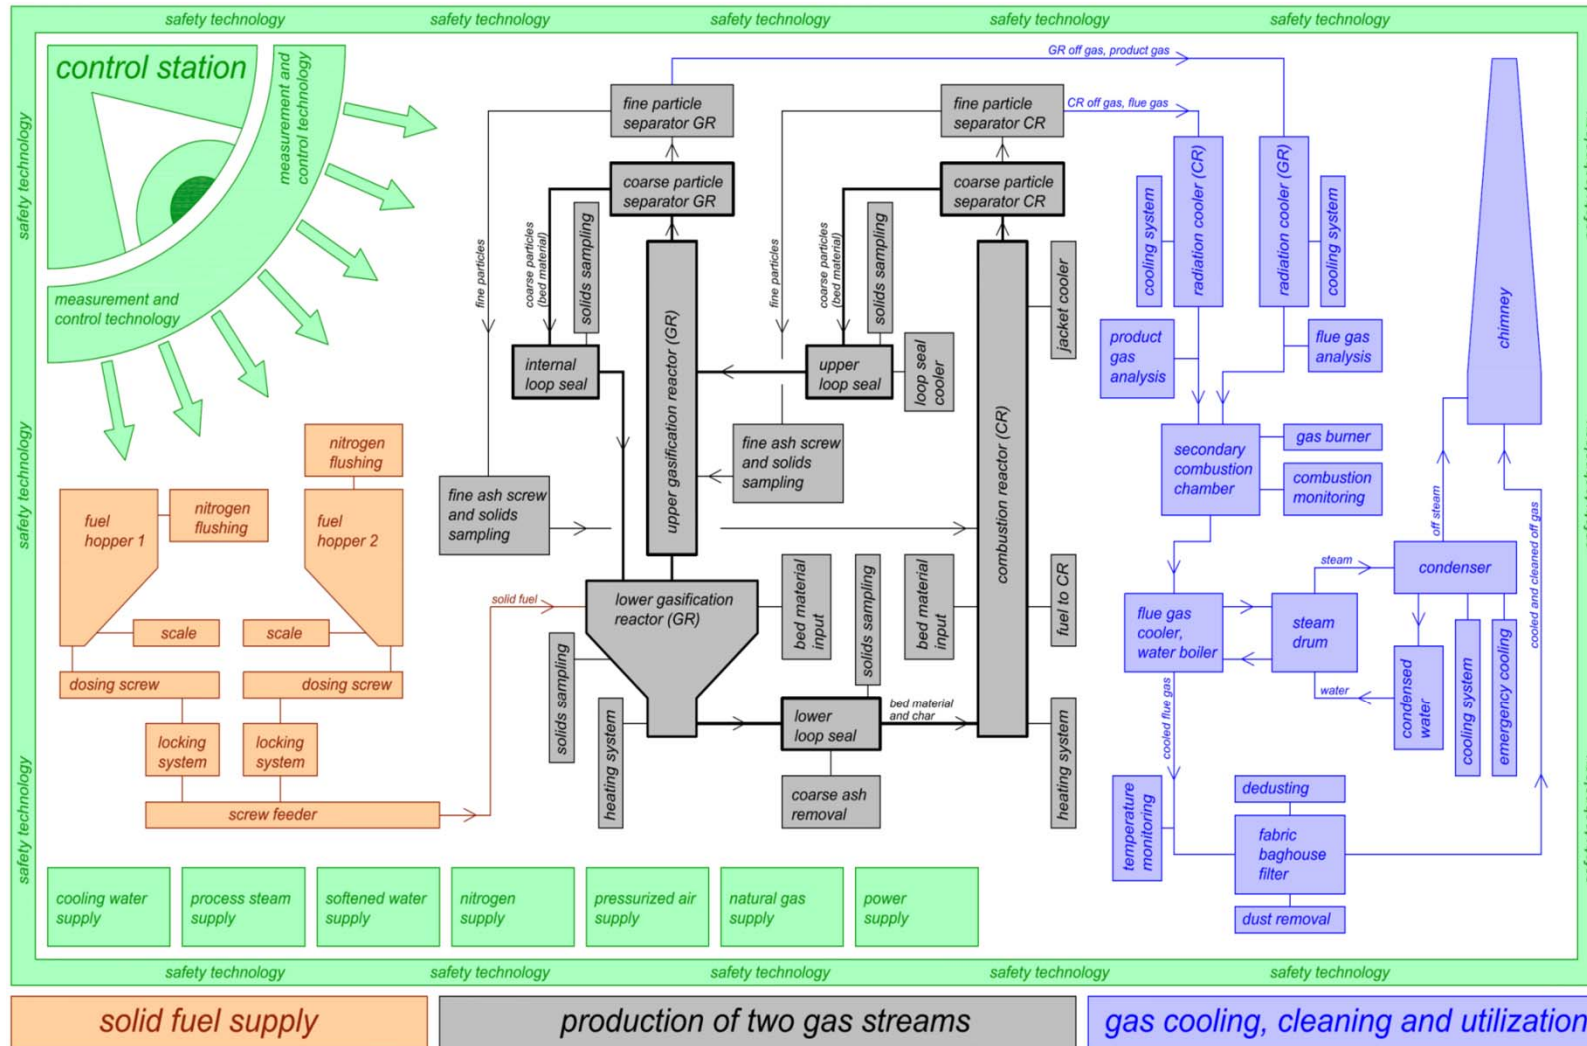 safety technology
safety technology
safety technology
safety technology
safety technology
control station
measurement and
control technology
measurement and
control technology
safety technology
safety technology
safety technology
GR off gas, product gas
CR off gas, flue gas
fine particle
separator GR
coarse particle
separator GR
fine particle
separator CR
coarse particle
separator CR
fine particles
coarse particles
(bed material)
solids sampling
fine particles
coarse particles
(bed material)
solids sampling
internal
loop seal
upper gasification reactor (GR)
upper
loop seal
loop seal
cooler
jacket cooler
combustion reactor (CR)
fine ash screw
and solids
sampling
fine ash screw
and solids
sampling
lower gasification
reactor (GR)
bed material
input
solids sampling
bed material
input
fuel to CR
solids sampling
heating system
lower
loop seal
bed material
and char
coarse ash
removal
heating system
nitrogen
flushing
fuel
hopper 1
nitrogen
flushing
fuel
hopper 2
scale
scale
dosing screw
dosing screw
locking
system
locking
system
screw feeder
solid fuel
cooling system
radiation cooler (CR)
radiation cooler (GR)
cooling system
product
gas
analysis
flue gas
analysis
chimney
secondary
combustion
chamber
gas burner
combustion
monitoring
off steam
cooled and cleaned off gas
steam
condenser
flue gas
cooler,
water boiler
steam
drum
water
condensed
water
cooling system
emergency cooling
cooled flue gas
temperature
monitoring
dedusting
fabric
baghouse
filter
dust removal
cooling water
supply
process steam
supply
softened water
supply
nitrogen
supply
pressurized air
supply
natural gas
supply
power
supply
safety technology
safety technology
safety technology
safety technology
safety technology
solid fuel supply
production of two gas streams
gas cooling, cleaning and utilization